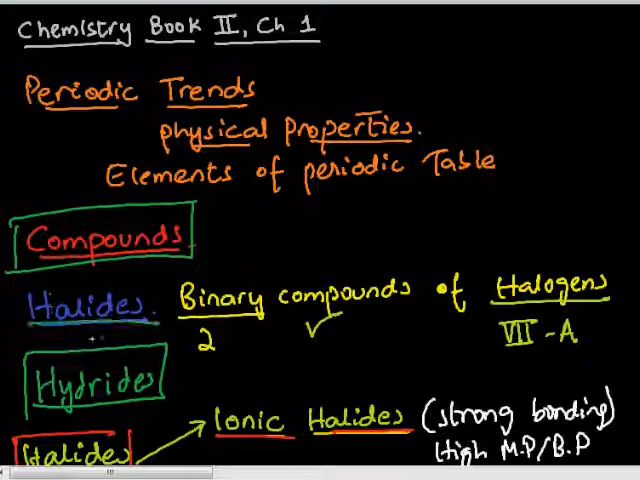 Chemistry Book II, Ch 1
Periodic Trends
physical Properties.
Elements of periodic Table
Compounds
Halides. Binary compounds of Halogens
2 VII - A
Hydrides
Halides Ionic Halides (strong bonding)
High M.P/B.P